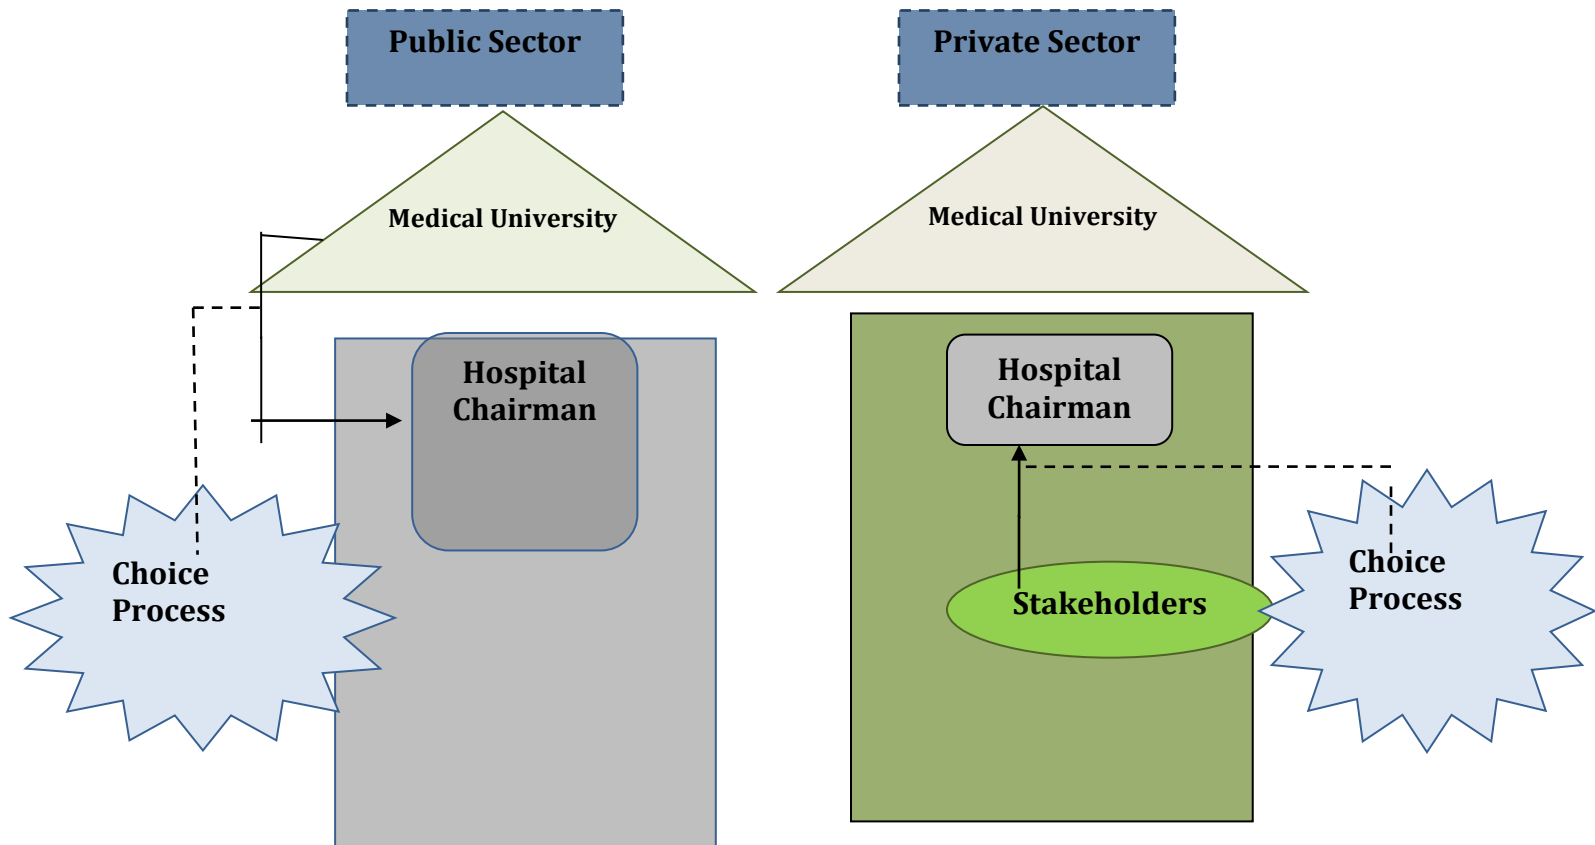 Public Sector
Private Sector
Medical University
Medical University
Hospital
Chairman
Hospital
Chairman
Choice
Process
Stakeholders
Choice
Process